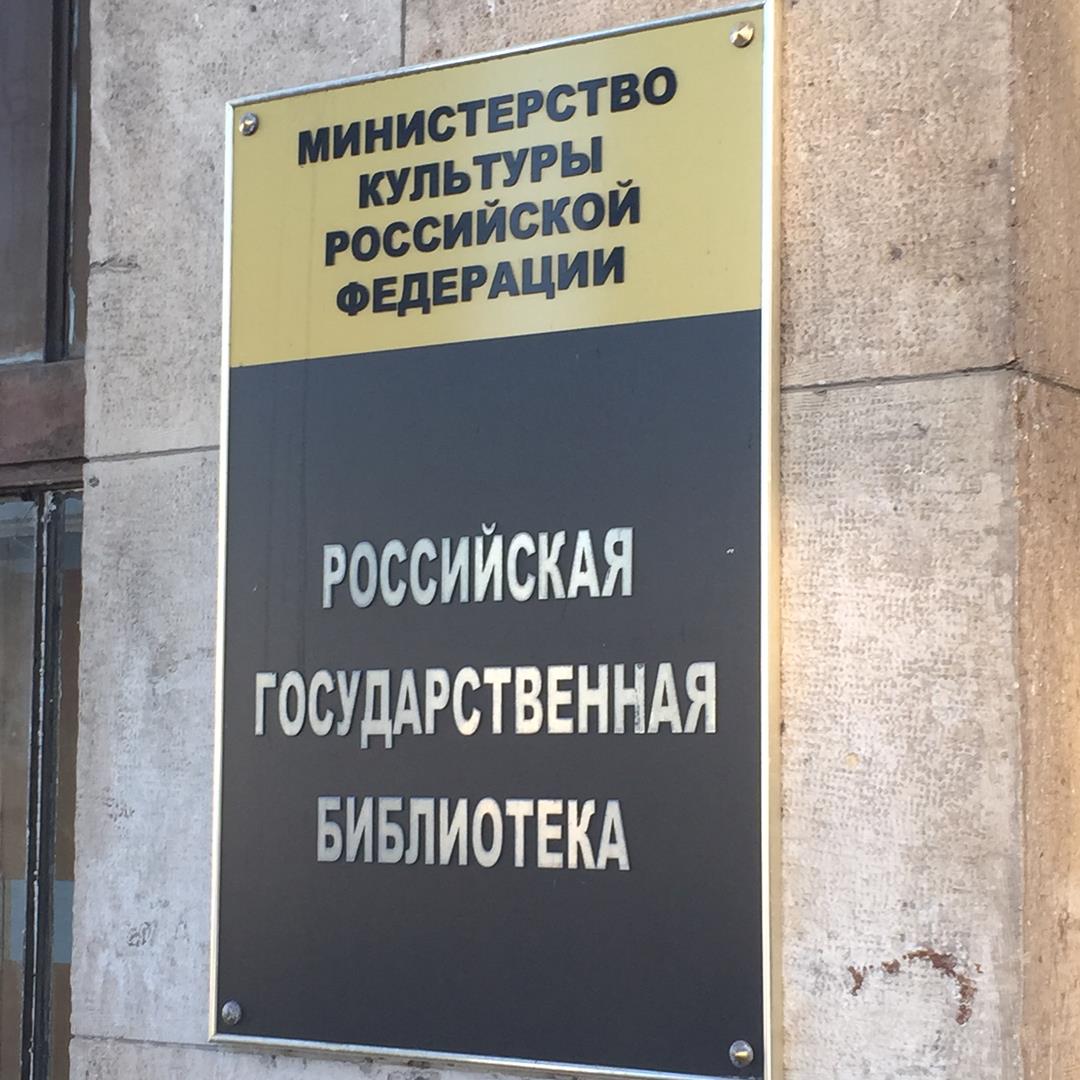 МИНИСТЕРСТВО
КУЛЬТУРЫ
РОССИЙСКОЙ
ФЕДЕРАЦИИ
РОССИЙСКАЯ
ГОСУДАРСТВЕННАЯ
БИБЛИОТЕКА